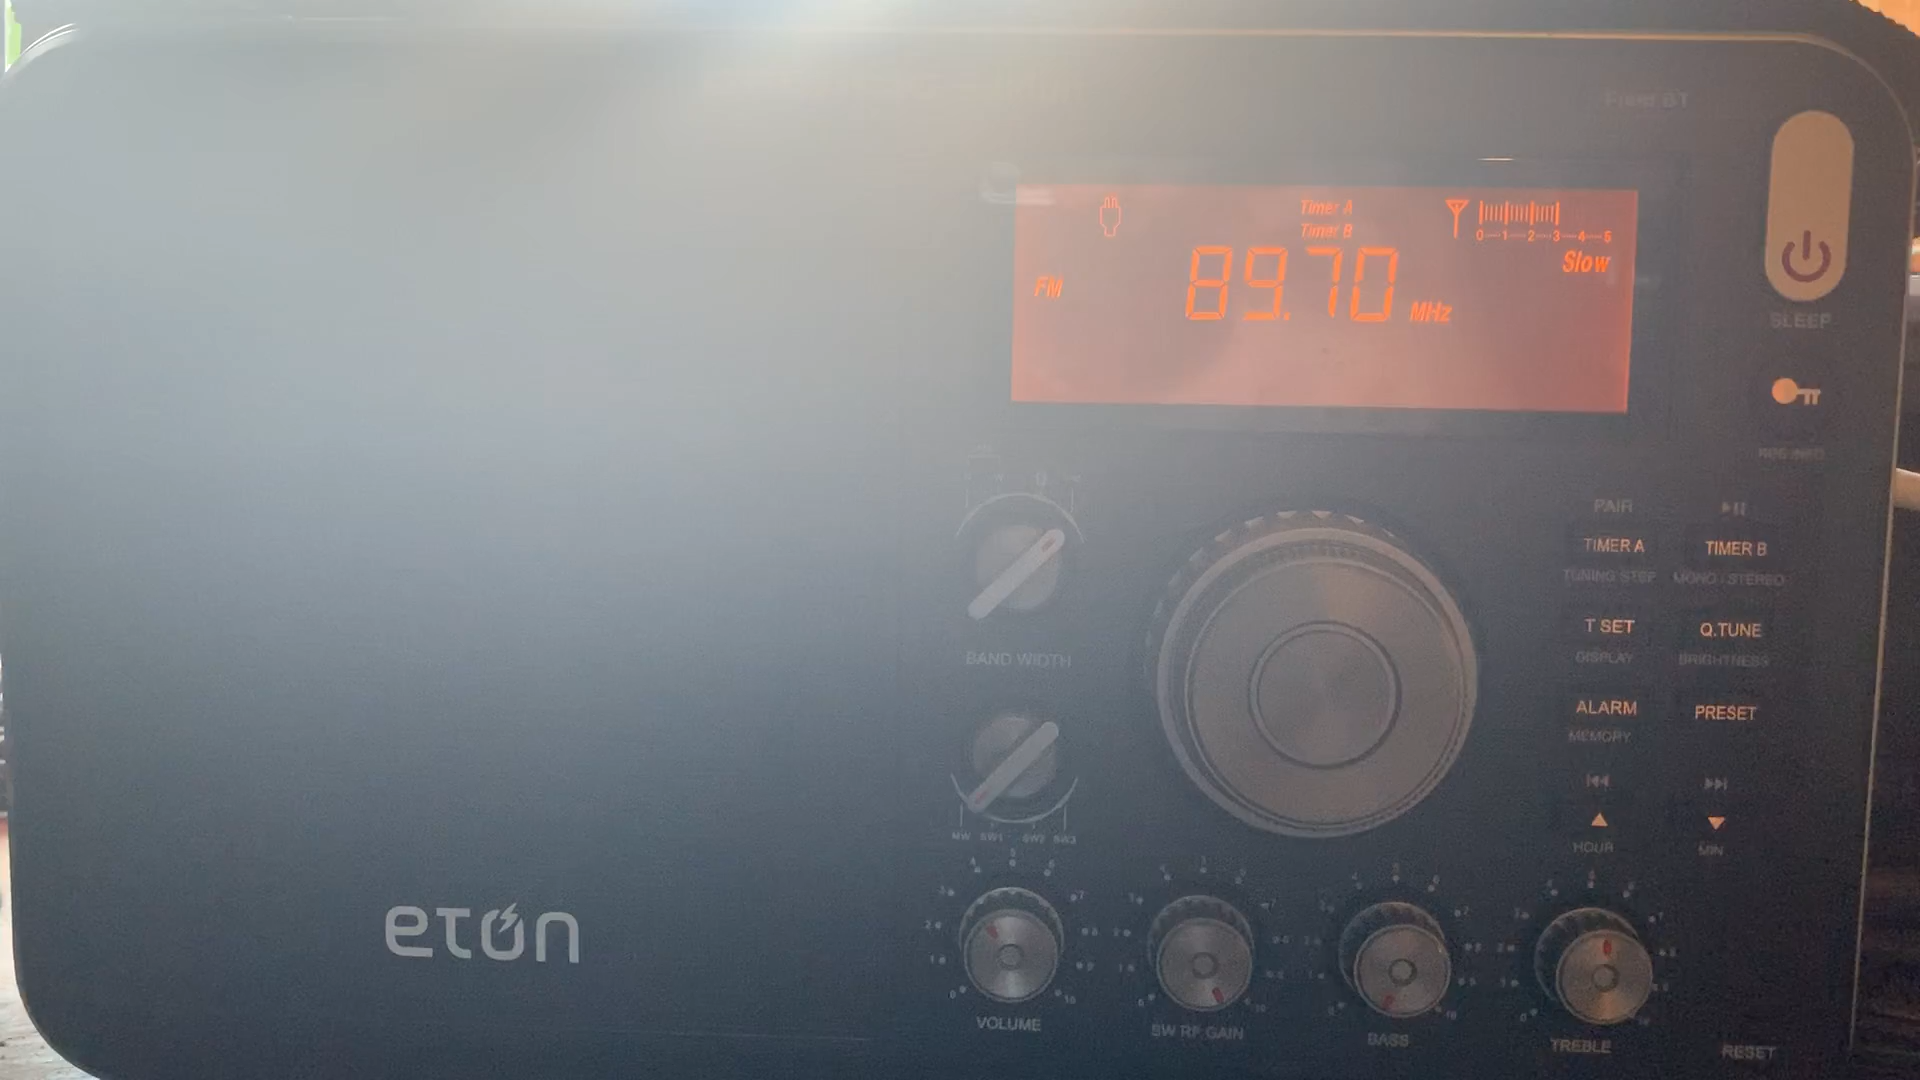 Timer A
Timer B
0 1 2 3 4 5
Slow
FM
89.70 MHz
SLEEP
PAIR
TIMER A TIMER B
TUNING STEP MONO / STEREO
T SET Q.TUNE
DISPLAY BRIGHTNESS
BAND WIDTH
ALARM PRESET
MEMORY
MW SW1 SW2 SW3
HOUR MIN
eTón
VOLUME SW RF GAIN BASS TREBLE RESET